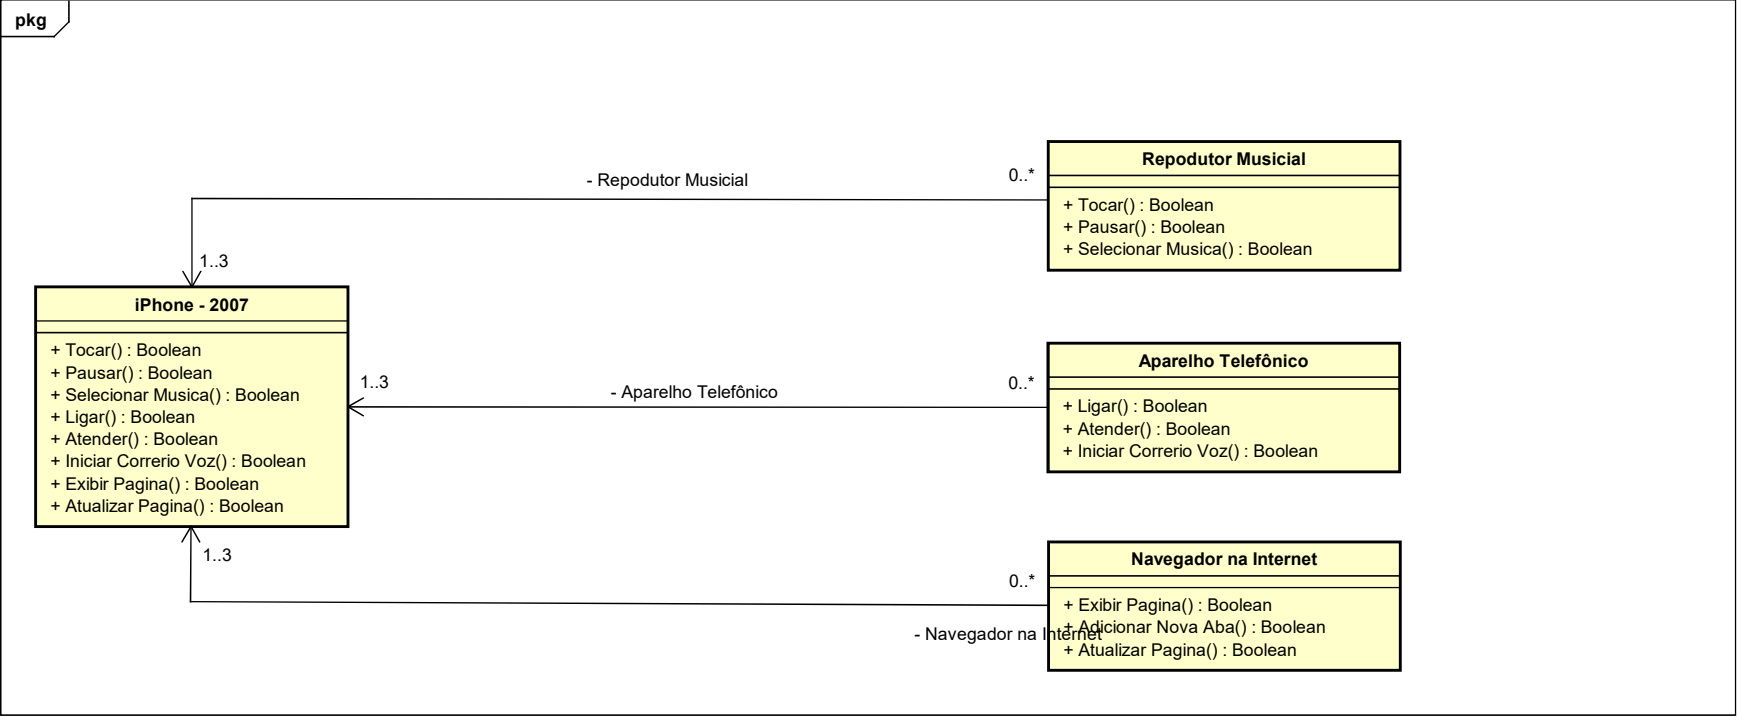 pkg
- Repodutor Musicial
0..*
1..3
Repodutor Musicial
+ Tocar() : Boolean
+ Pausar() : Boolean
+ Selecionar Musica() : Boolean
iPhone - 2007
+ Tocar() : Boolean
+ Pausar() : Boolean
+ Selecionar Musica() : Boolean
+ Ligar() : Boolean
+ Atender() : Boolean
+ Iniciar Correrio Voz() : Boolean
+ Exibir Pagina() : Boolean
+ Atualizar Pagina() : Boolean
1..3
- Aparelho Telefônico
0..*
Aparelho Telefônico
+ Ligar() : Boolean
+ Atender() : Boolean
+ Iniciar Correrio Voz() : Boolean
1..3
0..*
- Navegador na Internet
Navegador na Internet
+ Exibir Pagina() : Boolean
+ Adicionar Nova Aba() : Boolean
+ Atualizar Pagina() : Boolean